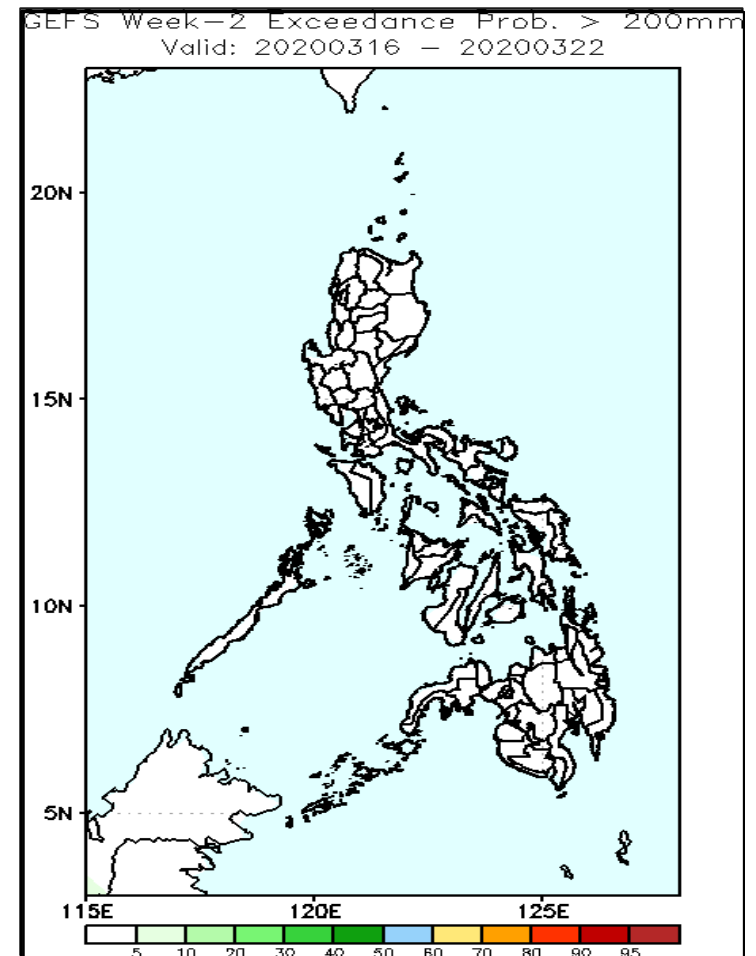 GEFS Week-2 Exceedance Prob. > 200mm
Valid: 20200316 - 20200322
20N
15N
10N
5N
115E 120E 125E
5 10 20 30 40 50 60 70 80 90 95